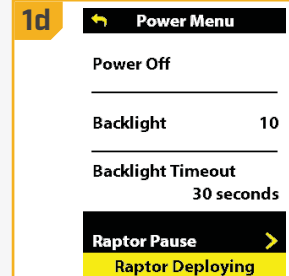 1d
Power Menu
Power Off
Backlight 10
Backlight Timeout
30 seconds
Raptor Pause >
Raptor Deploying